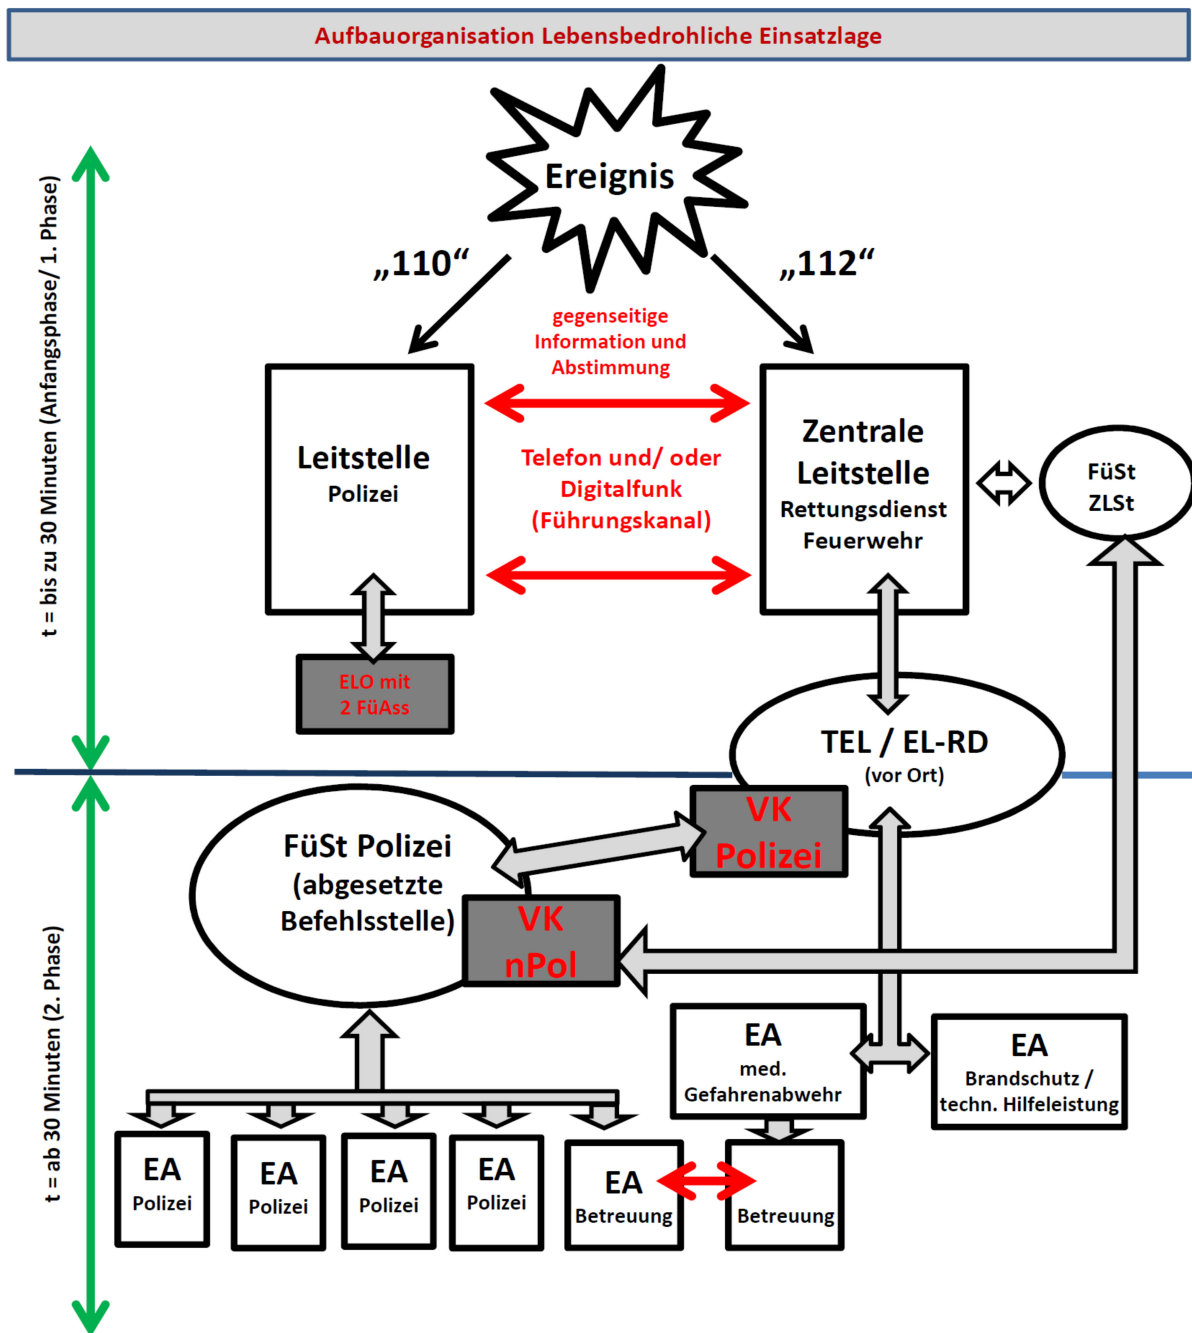 Aufbauorganisation Lebensbedrohliche Einsatzlage
t = bis zu 30 Minuten (Anfangsphase/ 1. Phase)
Ereignis
„110“
„112“
gegenseitige
Information und
Abstimmung
Leitstelle
Polizei
Telefon und/ oder
Digitalfunk
(Führungskanal)
Zentrale
Leitstelle
Rettungsdienst
Feuerwehr
FüSt
ZLSt
ELO mit
2 FüAss
TEL / EL-RD
(vor Ort)
t = ab 30 Minuten (2. Phase)
FüSt Polizei
(abgesetzte
Befehlsstelle)
VK
Polizei
VK
nPol
EA
med.
Gefahrenabwehr
EA
Brandschutz /
techn. Hilfeleistung
EA
Polizei
EA
Polizei
EA
Polizei
EA
Polizei
EA
Betreuung
Betreuung